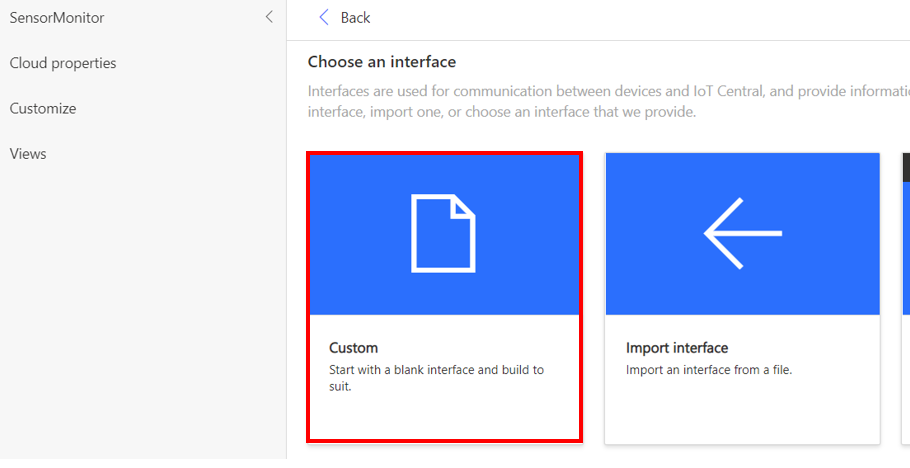 SensorMonitor
Cloud properties
Customize
Views
Back
Choose an interface
Interfaces are used for communication between devices and IoT Central, and provide informatio
interface, import one, or choose an interface that we provide.
Custom
Start with a blank interface and build to
suit.
Import interface
Import an interface from a file.